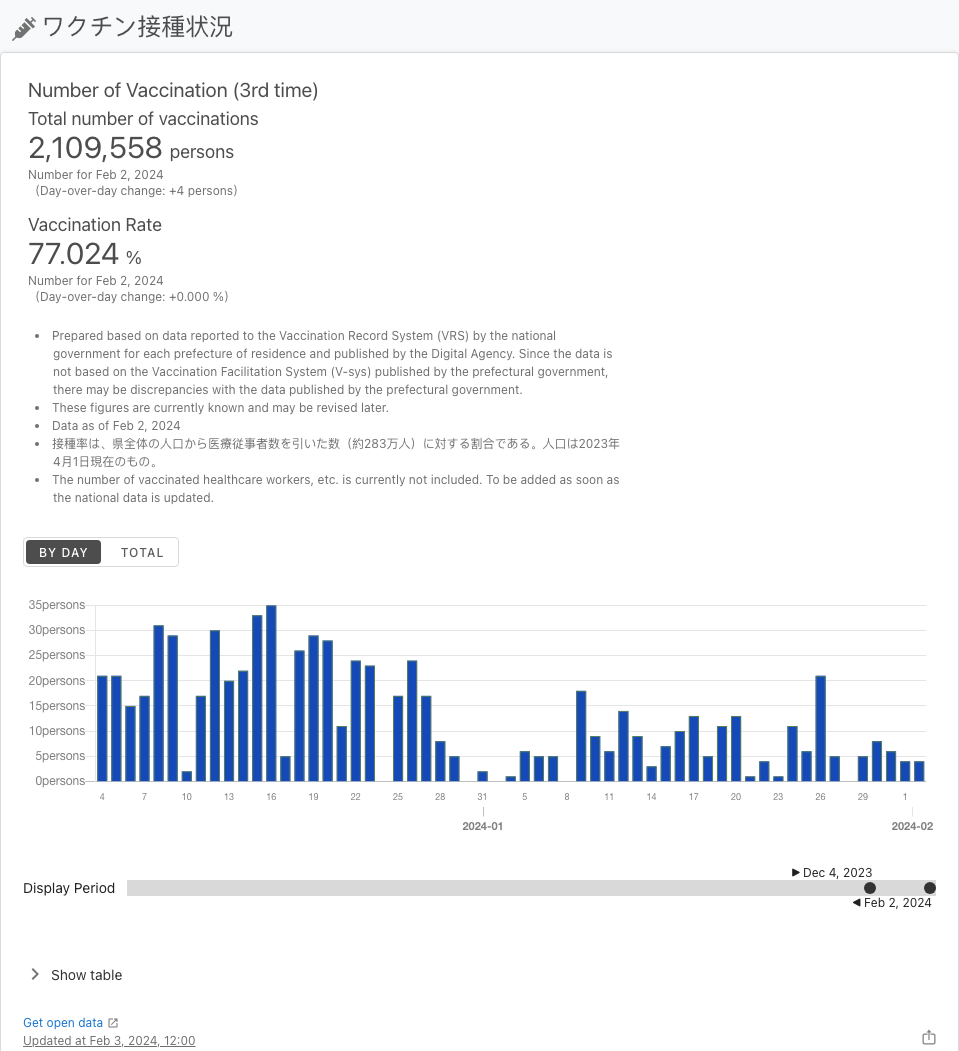 ワクチン接種状況
Number of Vaccination (3rd time)
Total number of vaccinations
2,109,558 persons
Number for Feb 2, 2024
（Day-over-day change: +4 persons）
Vaccination Rate
77.024 %
Number for Feb 2, 2024
（Day-over-day change: +0.000 %）
• Prepared based on data reported to the Vaccination Record System (VRS) by the national
government for each prefecture of residence and published by the Digital Agency. Since the data is
not based on the Vaccination Facilitation System (V-sys) published by the prefectural government,
there may be discrepancies with the data published by the prefectural government.
• These figures are currently known and may be revised later.
• Data as of Feb 2, 2024
• 接種率は、県全体の人口から医療従事者数を引いた数（約283万人）に対する割合である。人口は2023年
4月1日現在のもの。
• The number of vaccinated healthcare workers, etc. is currently not included. To be added as soon as
the national data is updated.
BY DAY TOTAL
35persons
30persons
25persons
20persons
15persons
10persons
5persons
0persons
4 7 10 13 16 19 22 25 28 31 5 8 11 14 17 20 23 26 29 1
2024-01 2024-02
Dec 4, 2023
Display Period
Feb 2, 2024
Show table
Get open data
Updated at Feb 3, 2024, 12:00